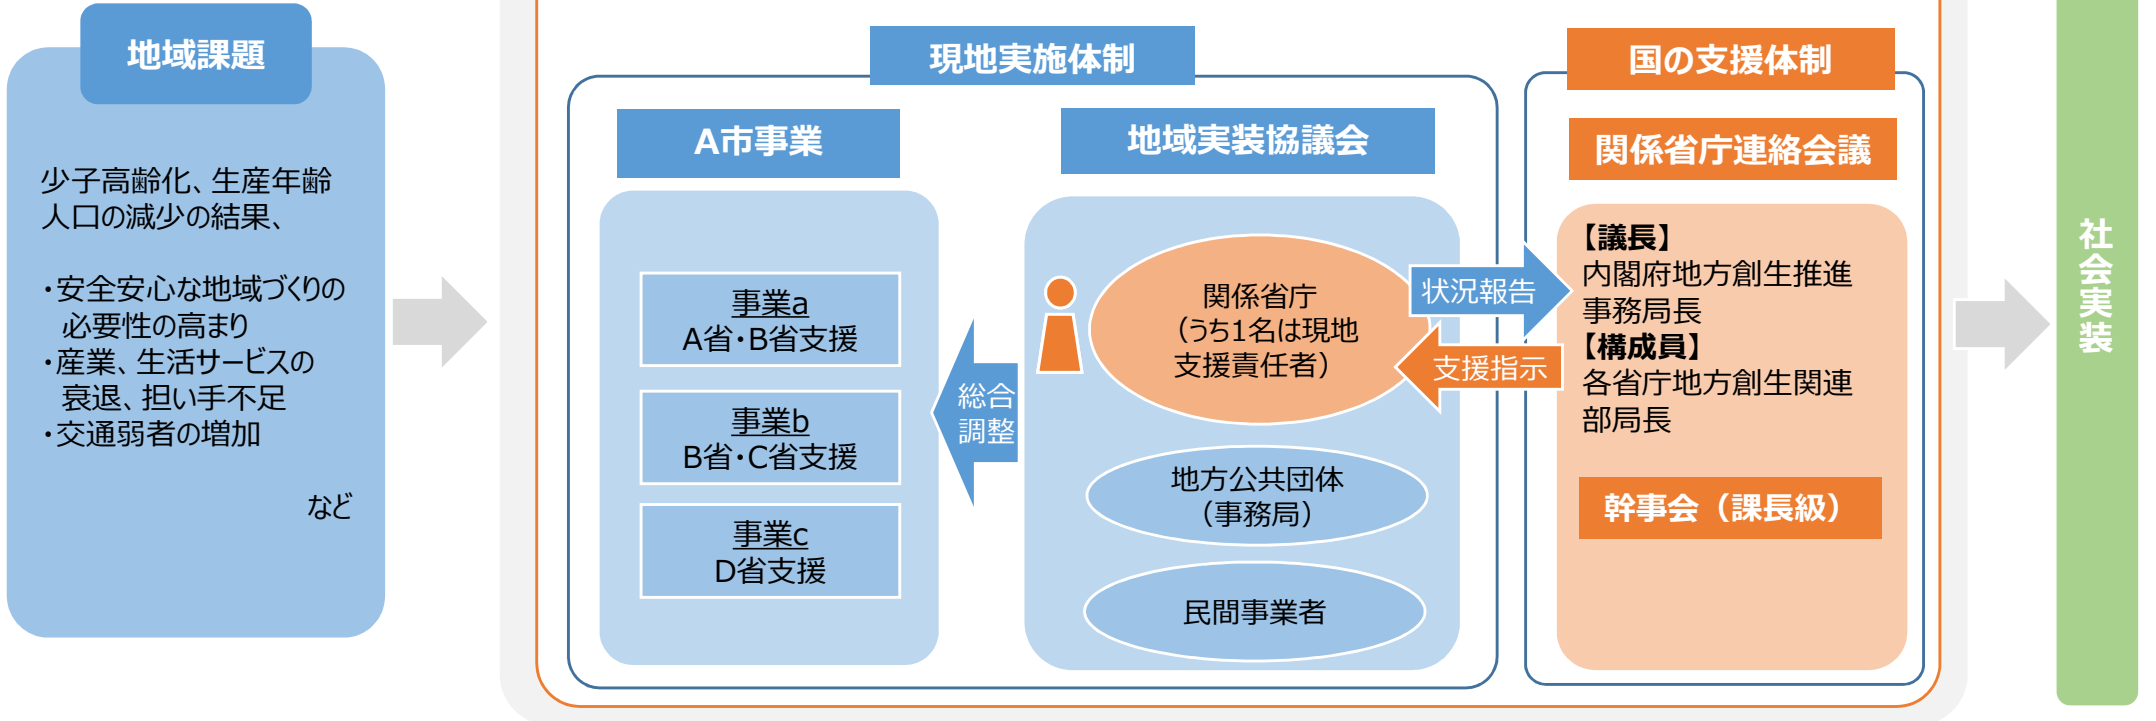 地域課題
少子高齢化、生産年齢
人口の減少の結果、
・安全安心な地域づくりの
必要性の高まり
・産業、生活サービスの
衰退、担い手不足
・交通弱者の増加
など
現地実施体制
A市事業
事業a
A省・B省支援
事業b
B省・C省支援
事業c
D省支援
総合
調整
地域実装協議会
関係省庁
（うち1名は現地
支援責任者）
地方公共団体
（事務局）
民間事業者
状況報告
支援指示
国の支援体制
関係省庁連絡会議
【議長】
内閣府地方創生推進
事務局長
【構成員】
各省庁地方創生関連
部局長
幹事会（課長級）
社会実装